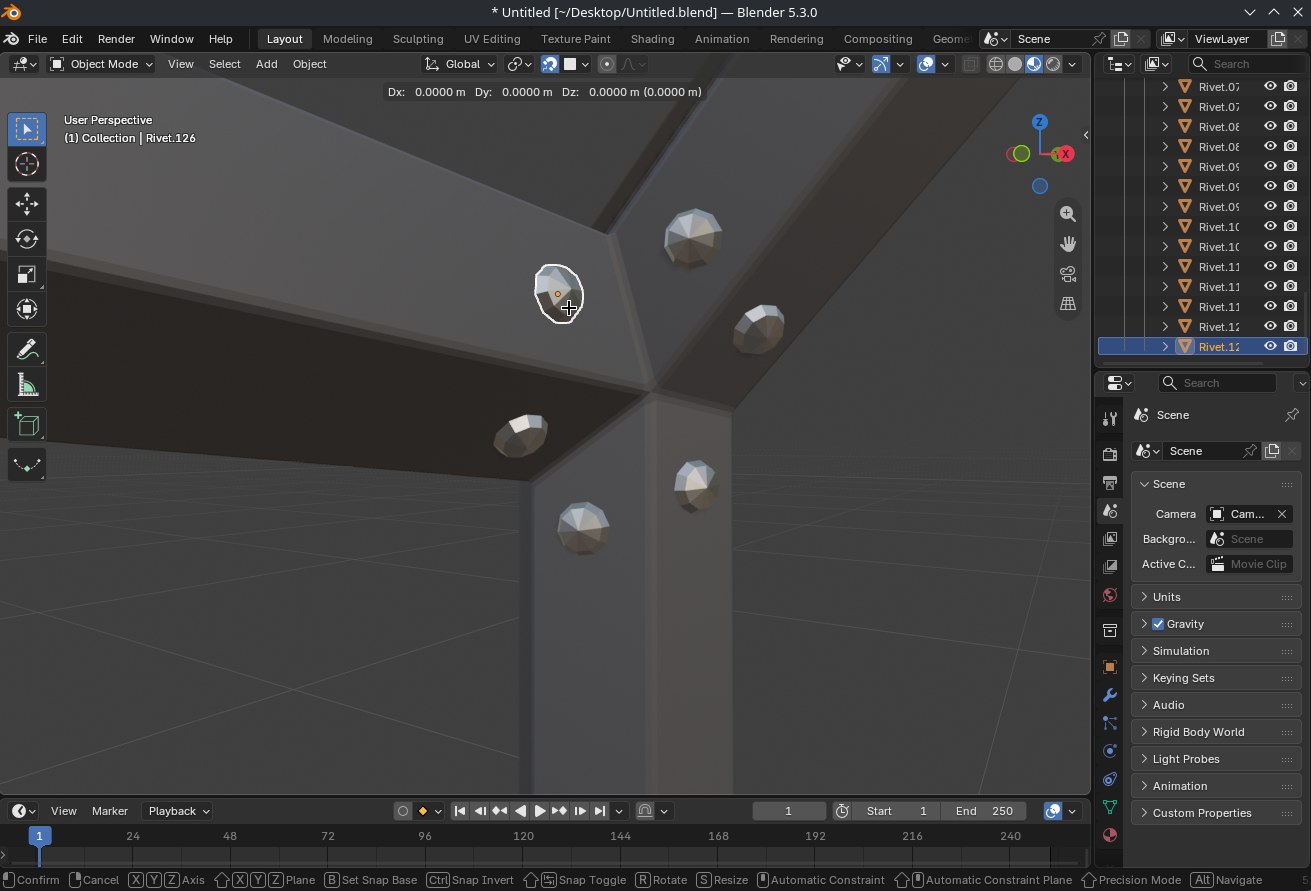 * Untitled [~/Desktop/Untitled.blend] — Blender 5.3.0
File Edit Render Window Help Layout Modeling Sculpting UV Editing Texture Paint Shading Animation Rendering Compositing Geome Scene ViewLayer
Object Mode View Select Add Object Global Search
Dx: 0.0000 m Dy: 0.0000 m Dz: 0.0000 m (0.0000 m)
User Perspective
(1) Collection | Rivet.126
Z
X
Rivet.07
Rivet.07
Rivet.08
Rivet.08
Rivet.09
Rivet.09
Rivet.09
Rivet.10
Rivet.10
Rivet.11
Rivet.11
Rivet.11
Rivet.12
Rivet.12
Search
Scene
Scene
Scene
Camera Cam...
Backgro... Scene
Active C... Movie Clip
Units
Gravity
Simulation
Keying Sets
Audio
Rigid Body World
Light Probes
Animation
Custom Properties
View Marker Playback 1 Start 1 End 250
1 24 48 72 96 120 144 168 192 216 240
Confirm Cancel X Y Z Axis X Y Z Plane B Set Snap Base Ctrl Snap Invert Snap Toggle R Rotate S Resize Automatic Constraint Automatic Constraint Plane Precision Mode Alt Navigate